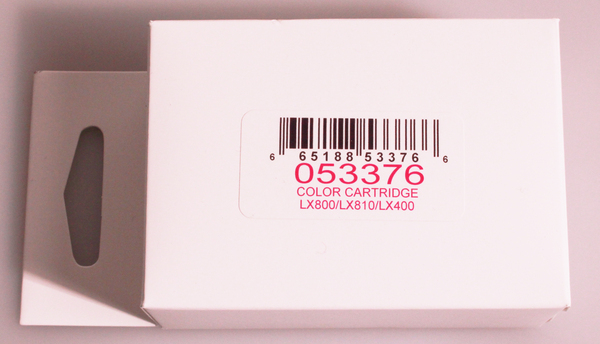 6 65188 53376 6
053376
COLOR CARTRIDGE
LX800/LX810/LX400